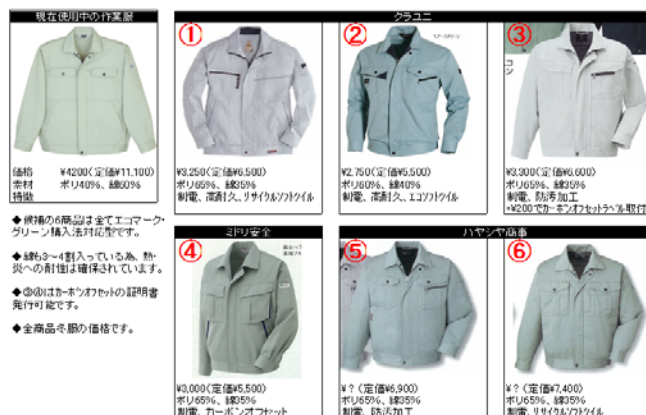 現在使用中の作業服
価格 ¥4200(定価¥11,100)
素材 ポリ40%、綿60%
特徴
◆候補の6商品は全てエコマーク・
グリーン購入法対応型です。
◆綿も3~4割入っている為、熱・
炎への耐性は確保されています。
◆③④はカーボンオフセットの証明書
発行可能です。
◆全商品冬服の価格です。
クラユニ
①
¥3,250(定価¥6,500)
ポリ65%、綿35%
制電、高耐久、リサイクルソフトツイル
②
¥2,750(定価¥5,500)
ポリ60%、綿40%
制電、高耐久、エコソフトツイル
③
¥3,300(定価¥6,600)
ポリ65%、綿35%
制電、防汚加工
+¥200でカーボンオフセットラベル取付
ミドリ安全
④
¥3,000(定価¥5,500)
ポリ65%、綿35%
制電、カーボンオフセット
ハヤシヤ商事
⑤
¥?(定価¥6,900)
ポリ65%、綿35%
制電、防汚加工
⑥
¥?(定価¥7,400)
ポリ65%、綿35%
制電、リサイクルソフトツイル